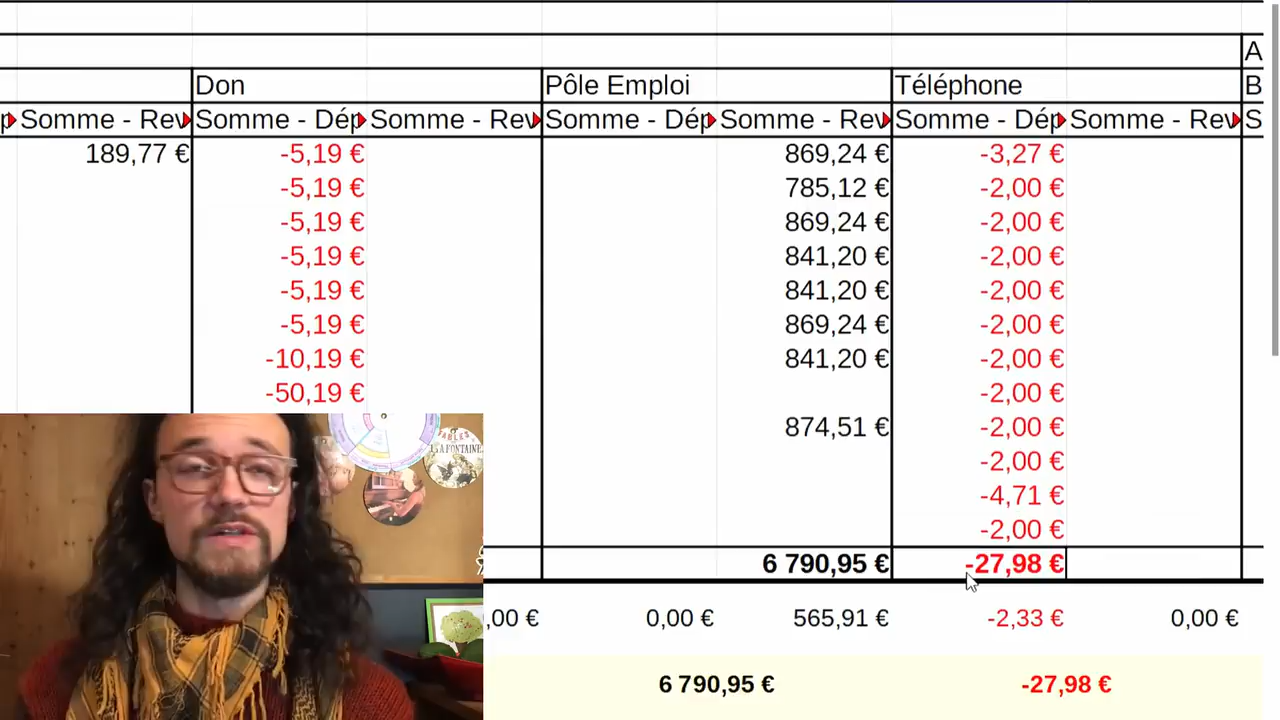 A
Don Pôle Emploi Téléphone B
Somme - Rev Somme - Dép Somme - Rev Somme - Dép Somme - Rev Somme - Dép Somme - Rev S
189,77 € -5,19 € 869,24 € -3,27 €
-5,19 € 785,12 € -2,00 €
-5,19 € 869,24 € -2,00 €
-5,19 € 841,20 € -2,00 €
-5,19 € 841,20 € -2,00 €
-5,19 € 869,24 € -2,00 €
-10,19 € 841,20 € -2,00 €
-50,19 € -2,00 €
874,51 € -2,00 €
-2,00 €
-4,71 €
-2,00 €
6 790,95 € -27,98 €
,00 € 0,00 € 565,91 € -2,33 € 0,00 €
6 790,95 € -27,98 €
FABLES
LA FONTAINE